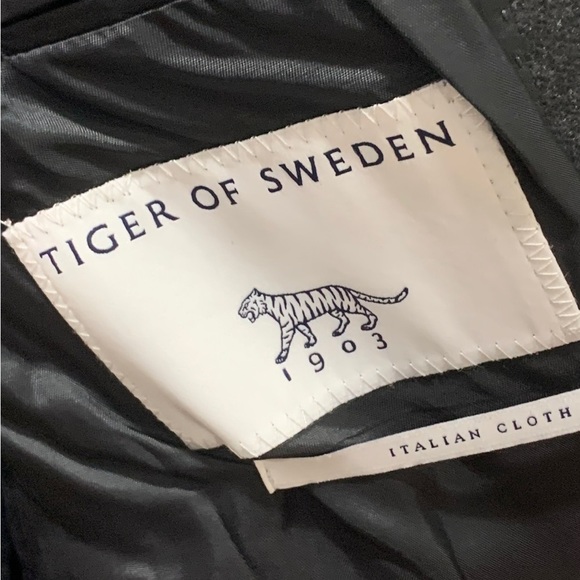 TIGER OF SWEDEN
1903
ITALIAN CLOTH